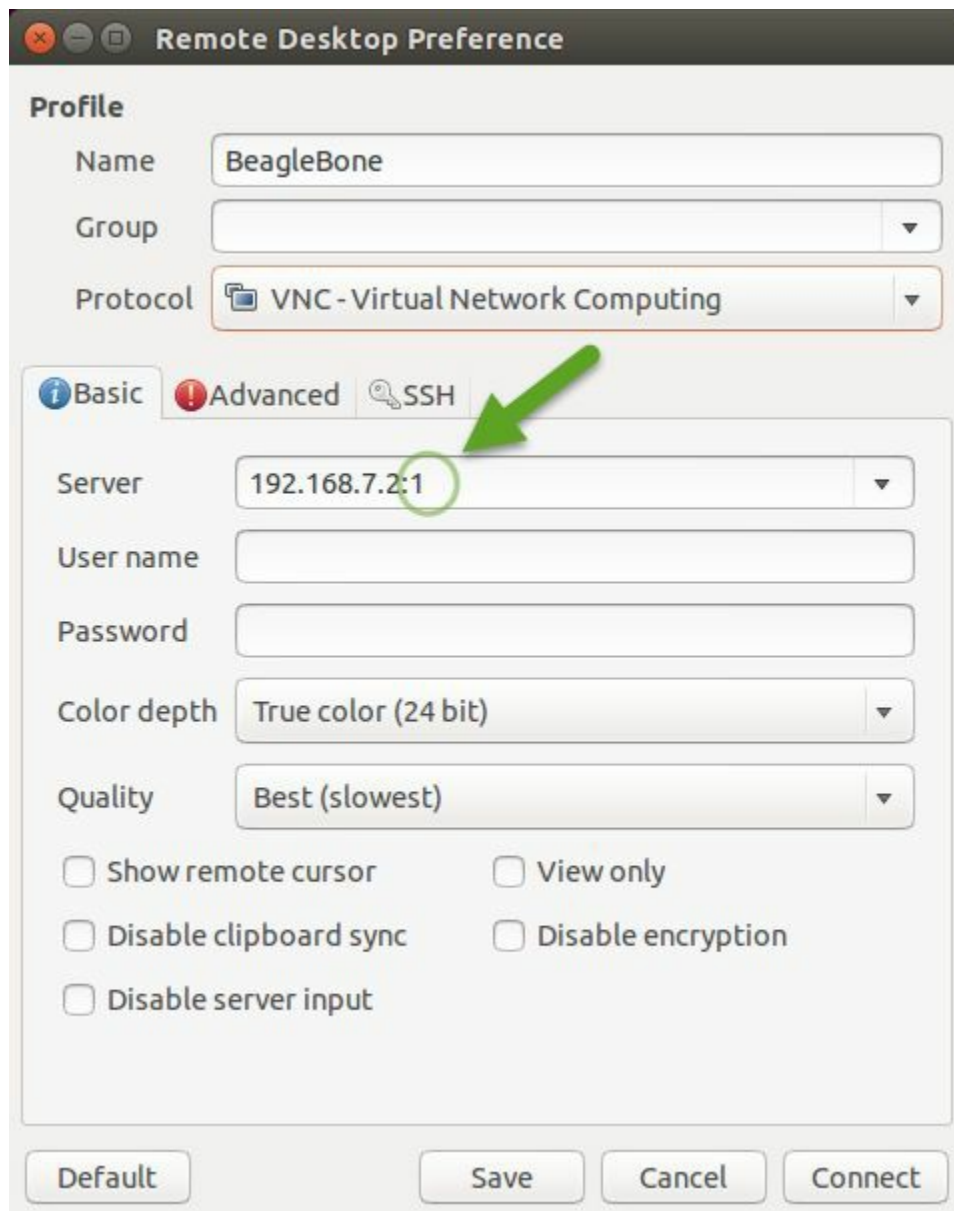 Remote Desktop Preference
Profile
Name BeagleBone
Group
Protocol VNC - Virtual Network Computing
Basic Advanced SSH
Server 192.168.7.2:1
User name
Password
Color depth True color (24 bit)
Quality Best (slowest)
Show remote cursor View only
Disable clipboard sync Disable encryption
Disable server input
Default Save Cancel Connect